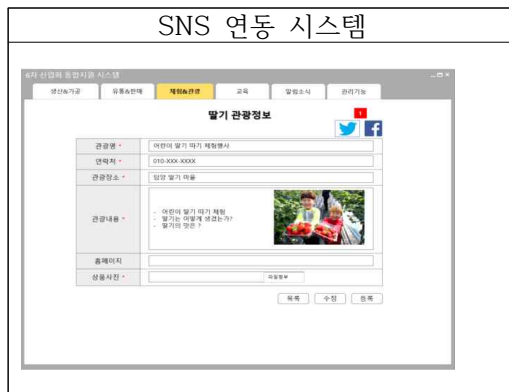 SNS 연동 시스템
6차 산업화 통합지원 시스템
생산&가공 유통&판매 체험&관광 교육 알림소식 관리기능
딸기 관광정보
1
관광명 * 어린이 딸기 따기 체험행사
연락처 * 010-XXX-XXXX
관광장소 * 담양 딸기 마을
관광내용 *
- 어린이 딸기 따기 체험
- 딸기는 어떻게 생겼는가?
- 딸기의 맛은 ?
홈페이지
상품사진 * 파일첨부
목록 수정 등록